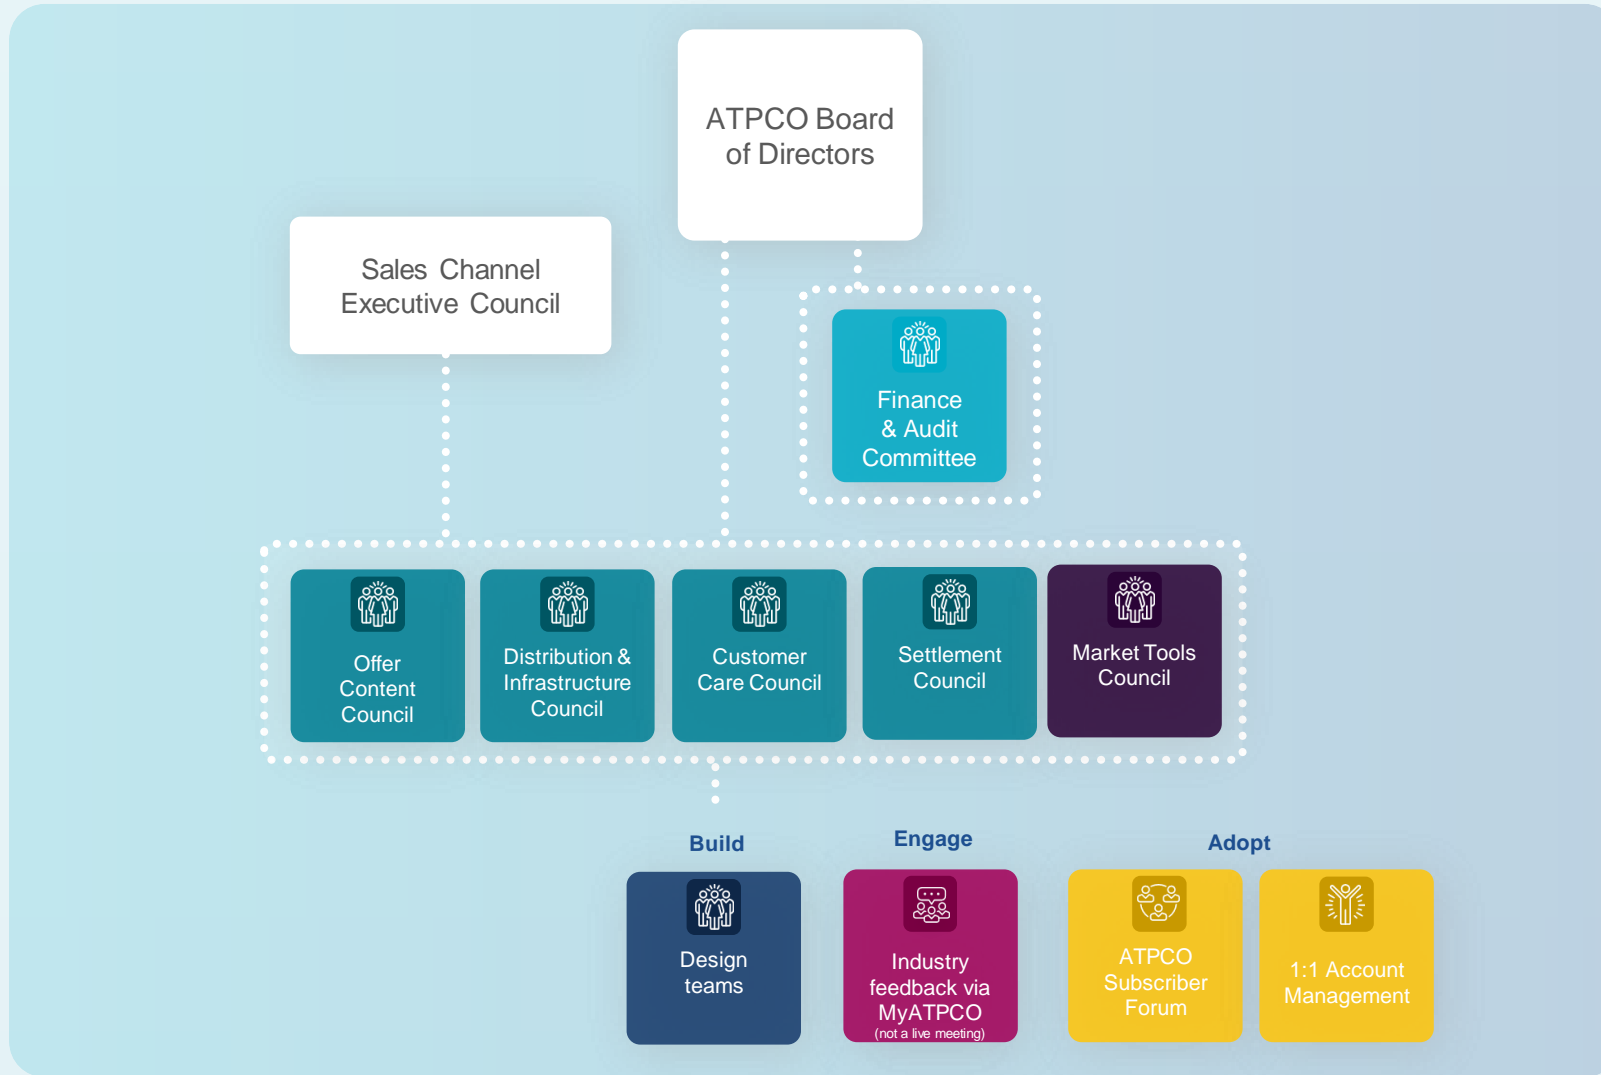 ATPCO Board
of Directors
Sales Channel
Executive Council
Finance
& Audit
Committee
Offer
Content
Council
Distribution &
Infrastructure
Council
Customer
Care Council
Settlement
Council
Market Tools
Council
Build
Engage
Adopt
Design
teams
Industry
feedback via
MyATPCO
(not a live meeting)
ATPCO
Subscriber
Forum
1:1 Account
Management